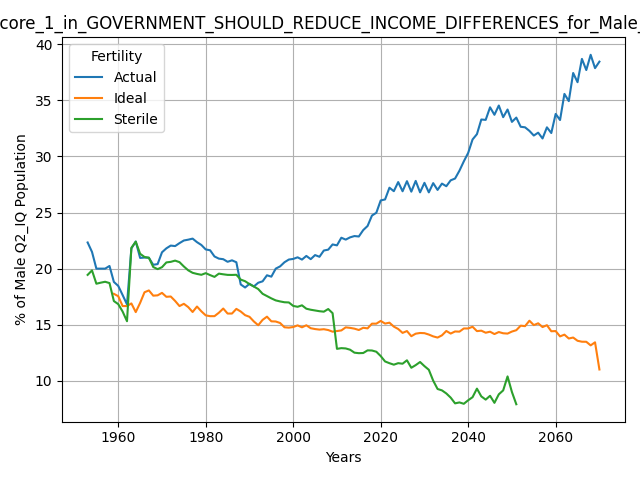 core_1_in_GOVERNMENT_SHOULD_REDUCE_INCOME_DIFFERENCES_for_Male_
Fertility
Actual
Ideal
Sterile
% of Male Q2_IQ Population
40
35
30
25
20
15
10
1960 1980 2000 2020 2040 2060
Years